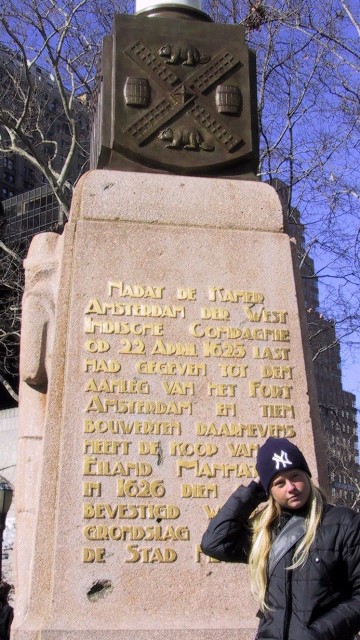 NADAT DE KAMER
AMSTERDAM DER WEST
INDISCHE COMPAGNIE
OP 22 APRIL 1625 LAST
HAD GEGEVEN TOT DEN
AANLEG VAN HET FORT
AMSTERDAM EN TIEN
BOUVERIEN DAARNEVENS
HEEFT DE KOOP VAN
EILAND MANHA
IN 1626 DIEN
BEVESTIGD
GRONDSLAG
DE STAD
NY